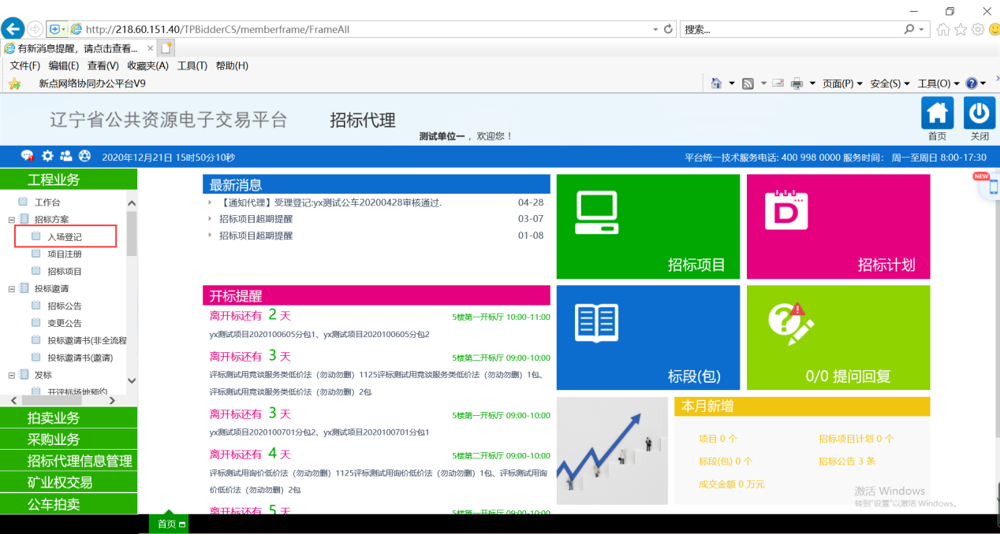 http://218.60.151.40/TPBidderCS/memberframe/FrameAll
搜索...
有新消息提醒，请点击查看...
文件(F) 编辑(E) 查看(V) 收藏夹(A) 工具(T) 帮助(H)
新点网络协同办公平台V9
页面(P) 安全(S) 工具(O)
辽宁省公共资源电子交易平台 招标代理
测试单位一，欢迎您！
首页 关闭
2020年12月21日 15时50分10秒
平台统一技术服务电话: 400 998 0000 服务时间： 周一至周日 8:00-17:30
NEW
工程业务
工作台
招标方案
入场登记
项目注册
招标项目
投标邀请
招标公告
变更公告
投标邀请书(非全流程
投标邀请书(邀请)
发标
开评标场地预约
拍卖业务
采购业务
招标代理信息管理
矿业权交易
公车拍卖
最新消息
【通知代理】受理登记:yx测试公车20200428审核通过. 04-28
招标项目超期提醒 03-07
招标项目超期提醒 01-08
开标提醒
离开标还有 2 天 5楼第一开标厅 10:00-11:00
yx测试项目2020100605分包1、yx测试项目2020100605分包2
离开标还有 3 天 5楼第二开标厅 09:00-10:00
评标测试用竞谈服务类低价法（勿动勿删）1125评标测试用竞谈服务类低价法（勿动勿删）1包、
评标测试用竞谈服务类低价法（勿动勿删）2包
离开标还有 3 天 5楼第一开标厅 09:00-10:00
yx测试项目2020100701分包2、yx测试项目2020100701分包1
离开标还有 4 天 5楼第二开标厅 09:00-10:00
评标测试用询价低价法（勿动勿删）1125评标测试用询价低价法（勿动勿删）1包、评标测试用询
价低价法（勿动勿删）2包
离开标还有 5 天 5楼第一开标厅 09:00-10:00
招标项目
D
招标计划
标段(包)
0/0 提问回复
本月新增
项目 0 个 招标项目计划 0 个
标段(包) 0 个 招标公告 3 条
成交金额 0 万元
激活 Windows
转到"设置"以激活 Windows。
首页